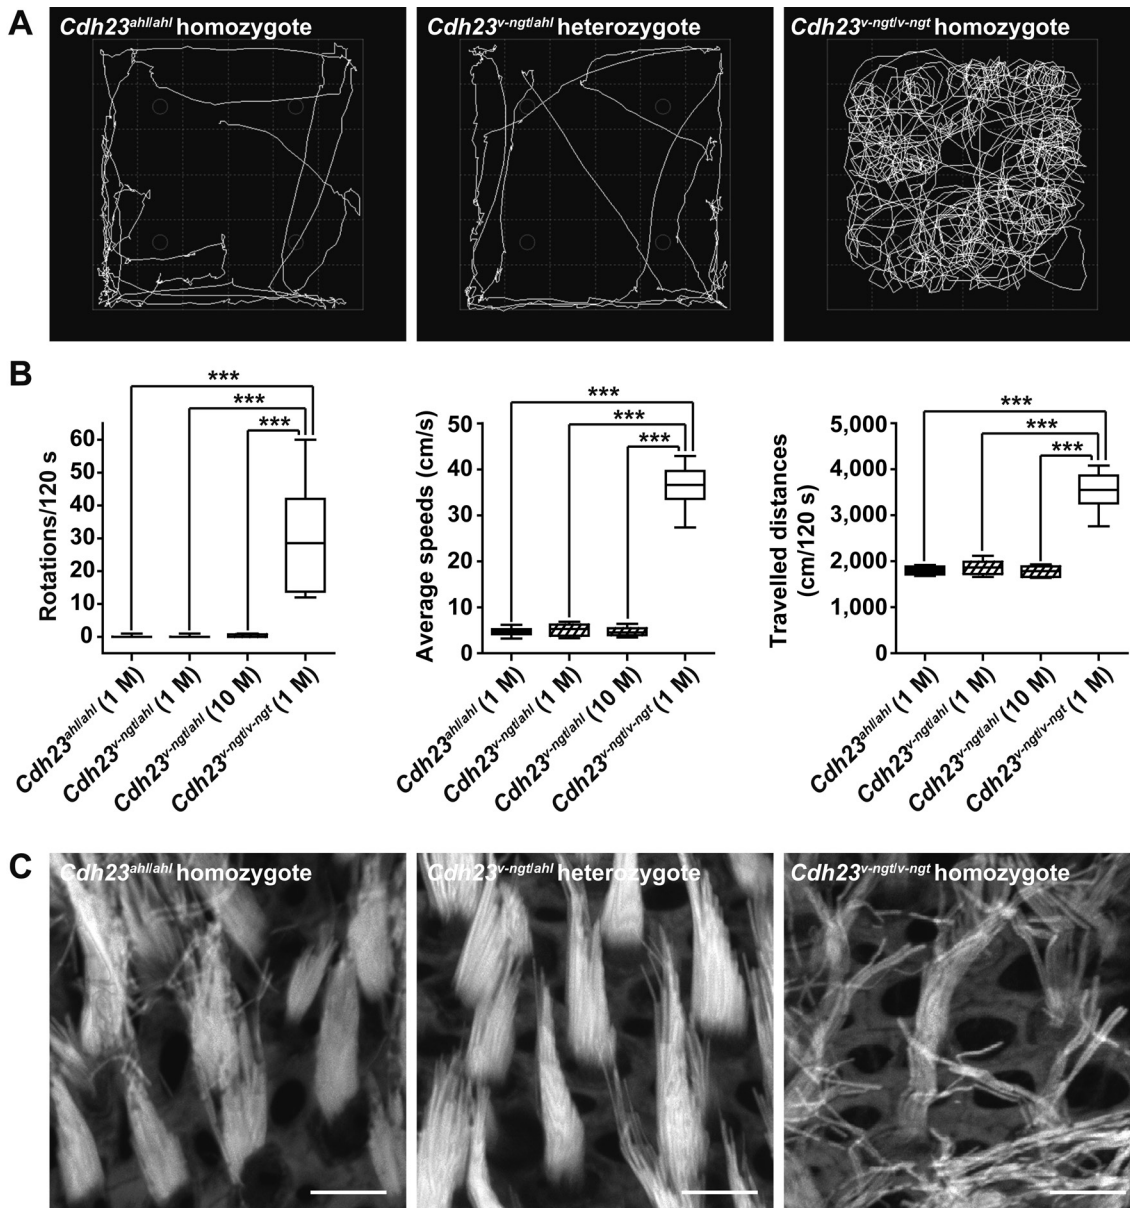 A
Cdh23ahl/ahl homozygote
Cdh23v-ngt/ahl heterozygote
Cdh23v-ngt/v-ngt homozygote
B
***
***
***
Rotations/120 s
60
50
40
30
20
10
0
Cdh23ahl/ahl (1 M)
Cdh23v-ngt/ahl (1 M)
Cdh23v-ngt/ahl (10 M)
Cdh23v-ngt/v-ngt (1 M)
***
***
***
Average speeds (cm/s)
50
40
30
20
10
0
Cdh23ahl/ahl (1 M)
Cdh23v-ngt/ahl (1 M)
Cdh23v-ngt/ahl (10 M)
Cdh23v-ngt/v-ngt (1 M)
***
***
***
Travelled distances
(cm/120 s)
5,000
4,000
3,000
2,000
1,000
0
Cdh23ahl/ahl (1 M)
Cdh23v-ngt/ahl (1 M)
Cdh23v-ngt/ahl (10 M)
Cdh23v-ngt/v-ngt (1 M)
C
Cdh23ahl/ahl homozygote
Cdh23v-ngt/ahl heterozygote
Cdh23v-ngt/v-ngt homozygote